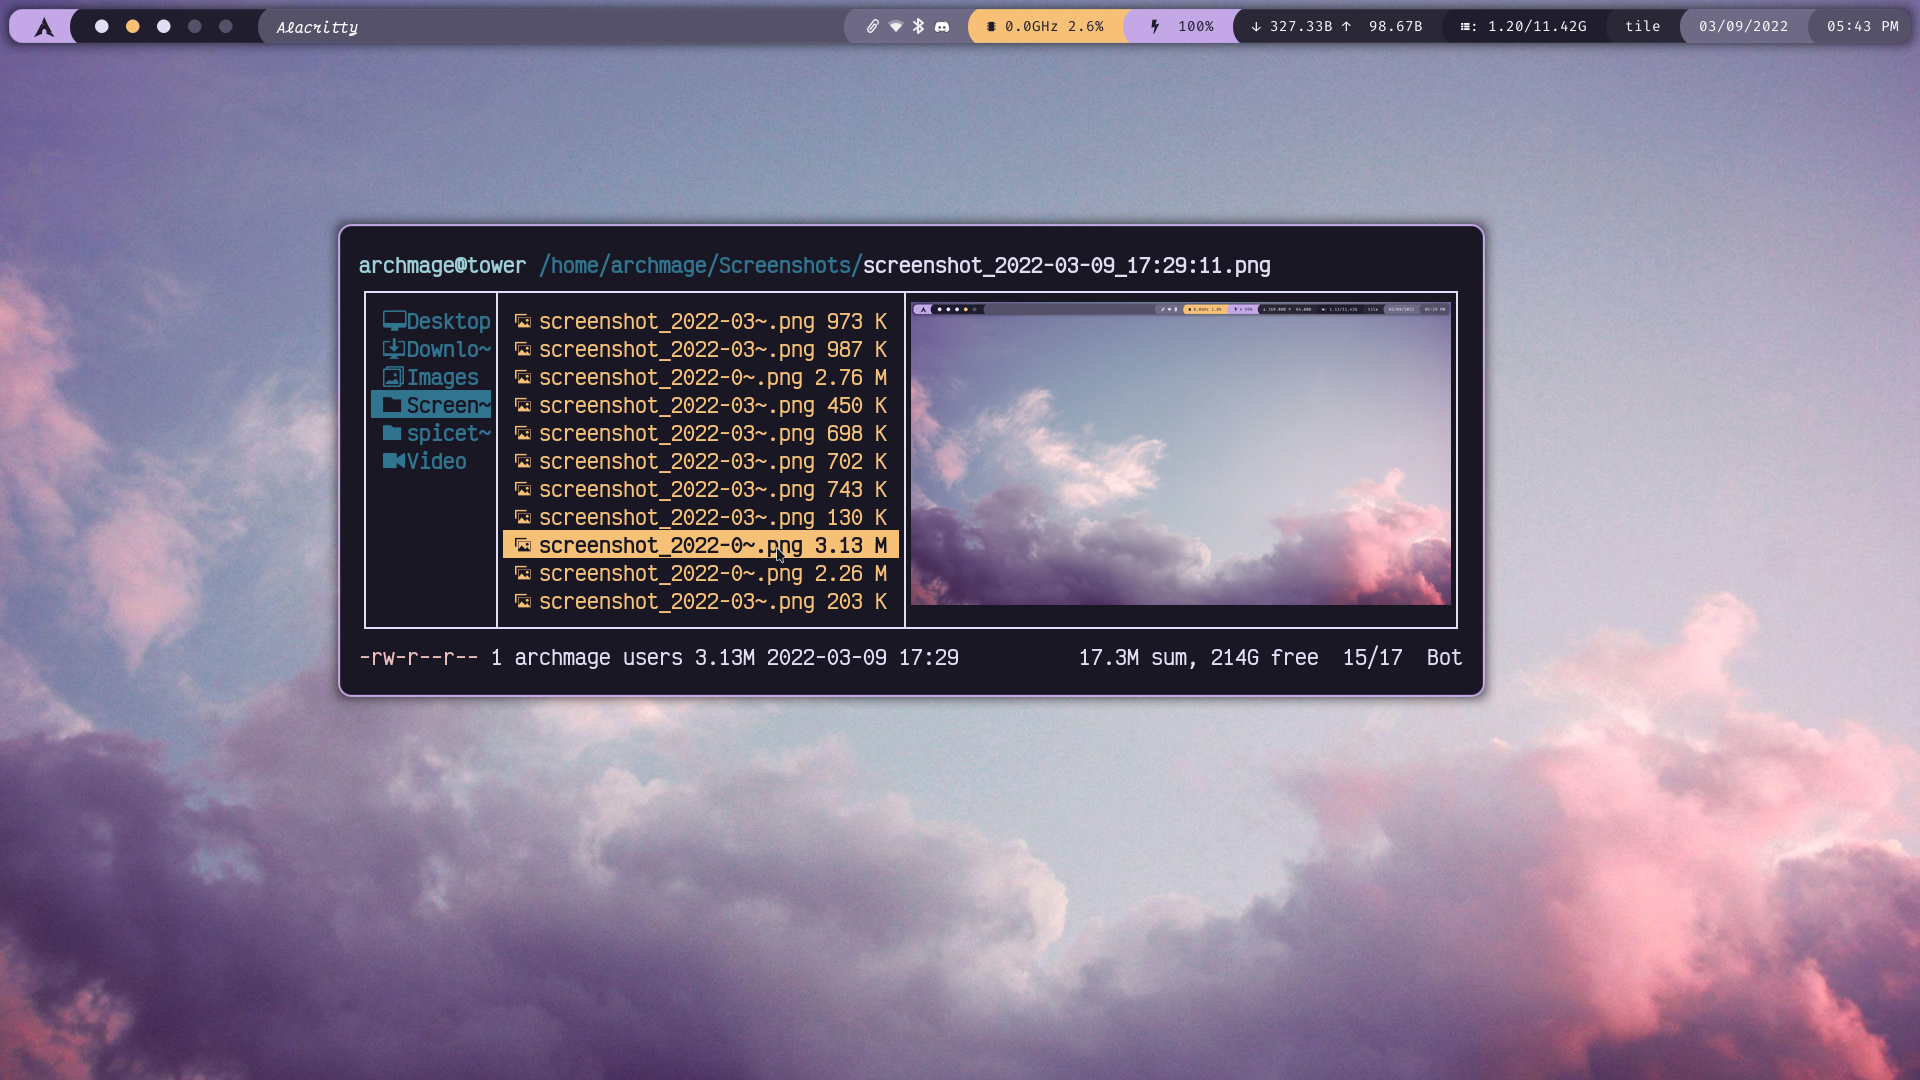 Alacritty 0.0GHz 2.6% 100% ↓ 327.33B ↑ 98.67B : 1.20/11.42G tile 03/09/2022 05:43 PM
archmage@tower /home/archmage/Screenshots/screenshot_2022-03-09_17:29:11.png
Desktop
Downlo~
Images
Screen~
spicet~
Video
screenshot_2022-03~.png 973 K
screenshot_2022-03~.png 987 K
screenshot_2022-0~.png 2.76 M
screenshot_2022-03~.png 450 K
screenshot_2022-03~.png 698 K
screenshot_2022-03~.png 702 K
screenshot_2022-03~.png 743 K
screenshot_2022-03~.png 130 K
screenshot_2022-0~.png 3.13 M
screenshot_2022-0~.png 2.26 M
screenshot_2022-03~.png 203 K
-rw-r--r-- 1 archmage users 3.13M 2022-03-09 17:29 17.3M sum, 214G free 15/17 Bot